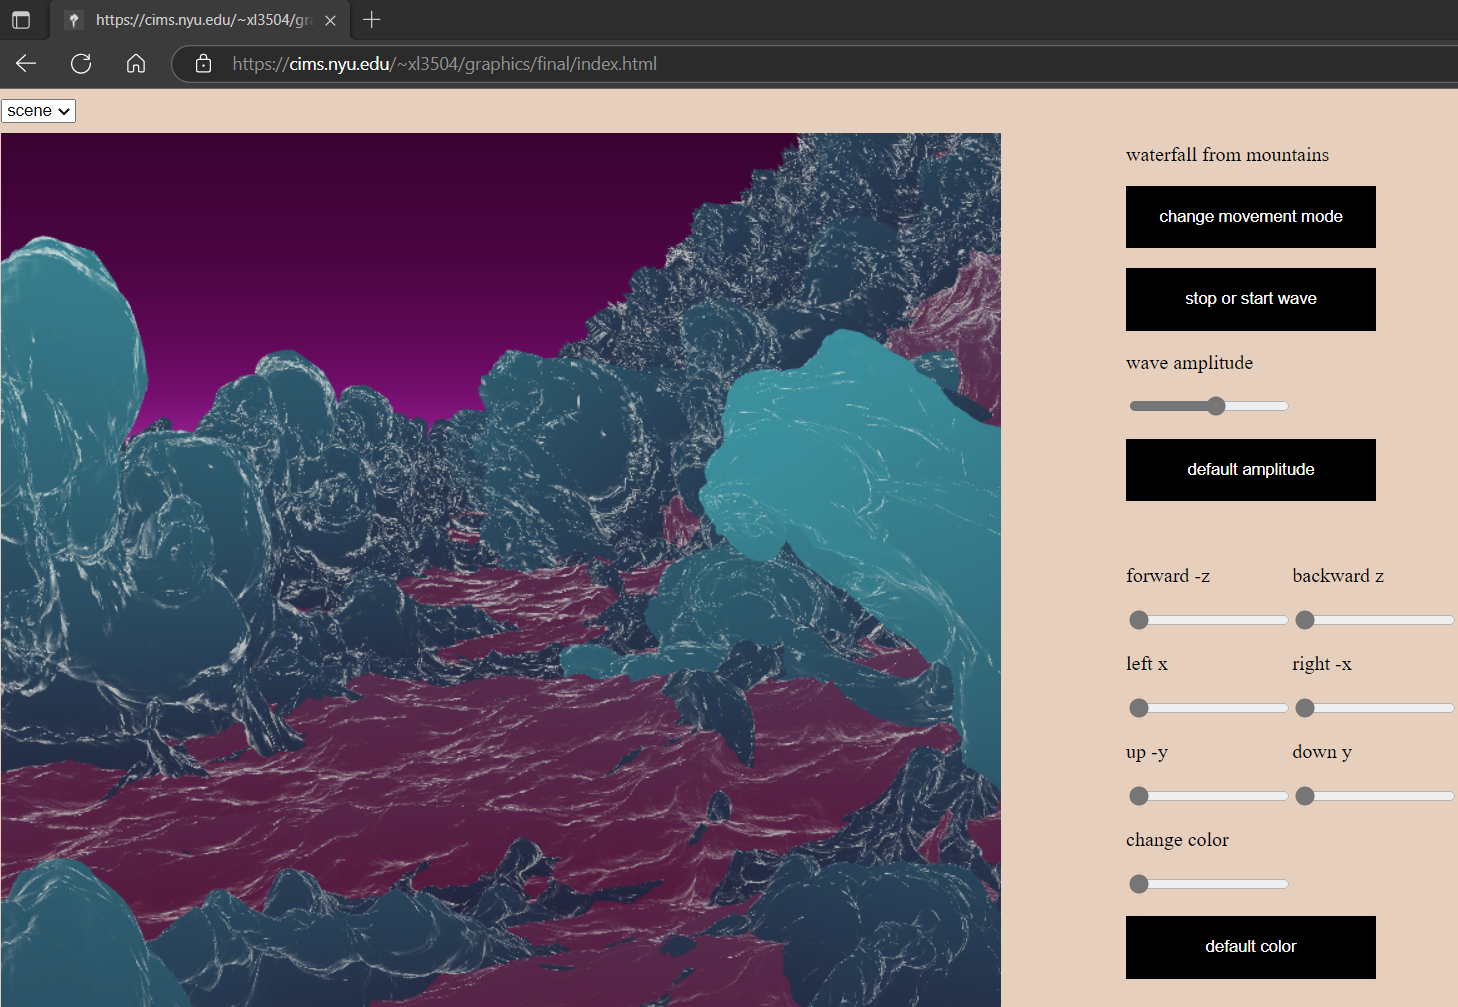 https://cims.nyu.edu/~xl3504/gra
https://cims.nyu.edu/~xl3504/graphics/final/index.html
scene
waterfall from mountains
change movement mode
stop or start wave
wave amplitude
default amplitude
forward -z
backward z
left x
right -x
up -y
down y
change color
default color